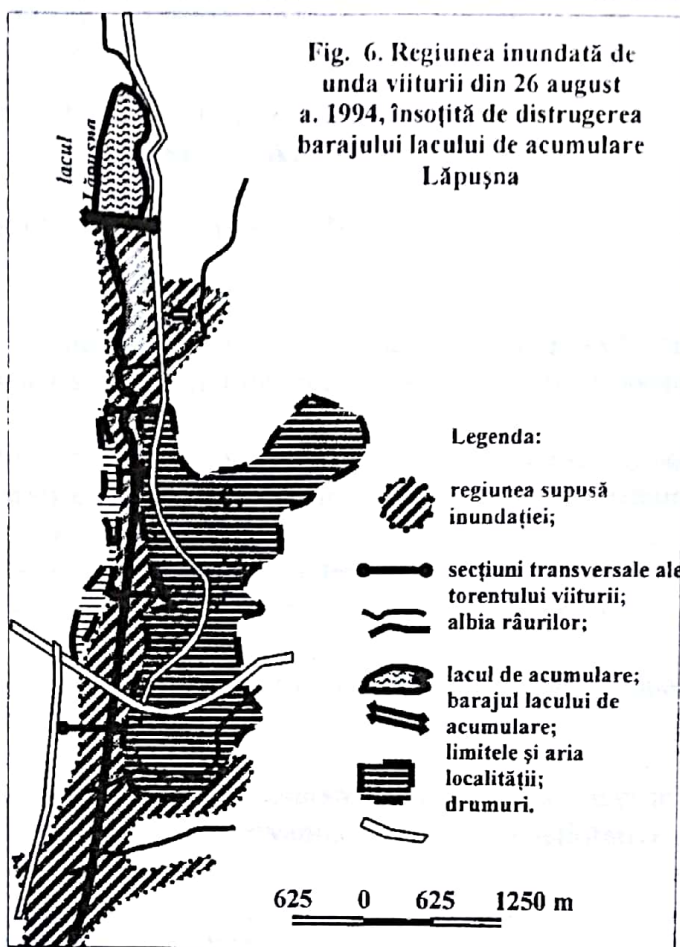 Fig. 6. Regiunea inundată de
unda viiturii din 26 august
a. 1994, însoțită de distrugerea
barajului lacului de acumulare
Lăpușna
lacul
Lăpușna
Legenda:
regiunea supusă
inundației;
secțiuni transversale ale
torentului viiturii;
albia râurilor;
lacul de acumulare;
barajul lacului de
acumulare;
limitele și aria
localității;
drumuri.
625 0 625 1250 m